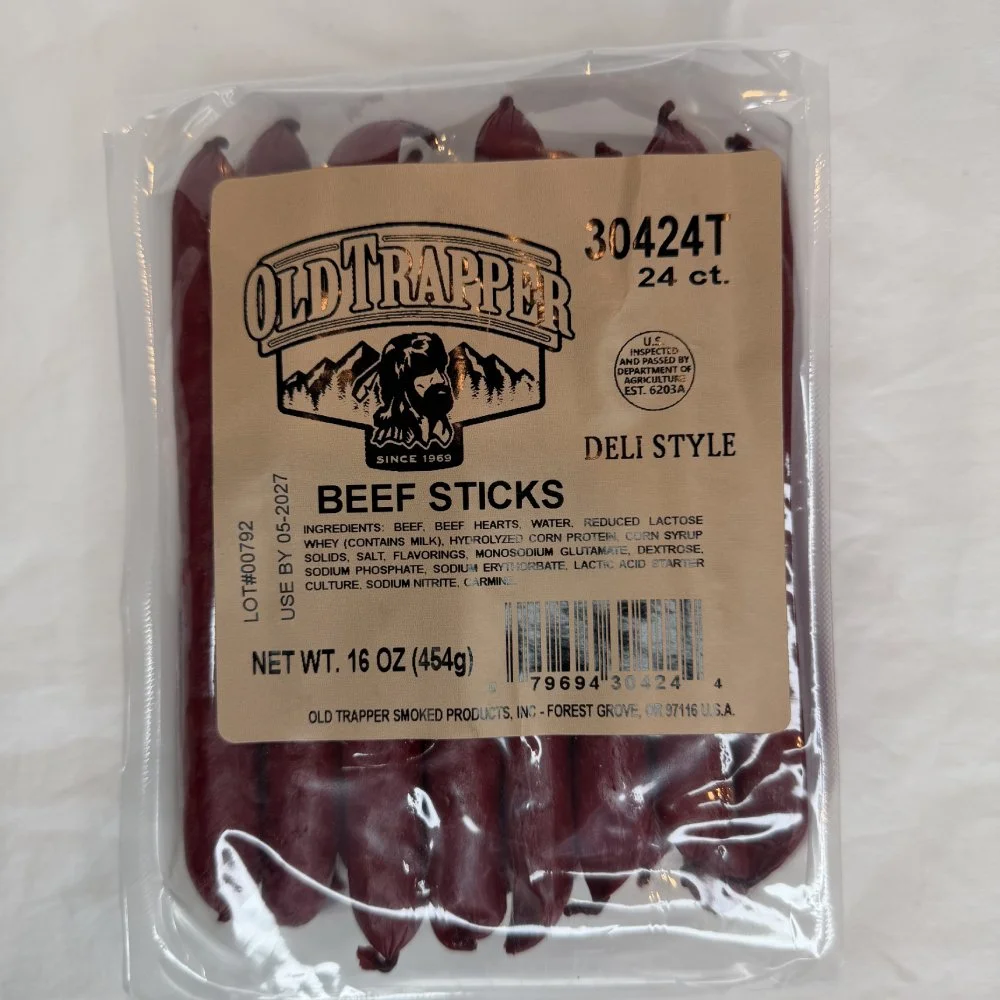 OLD TRAPPER
SINCE 1969
30424T
24 ct.
U.S.
INSPECTED
AND PASSED BY
DEPARTMENT OF
AGRICULTURE
EST. 6203A
DELI STYLE
BEEF STICKS
LOT#00792
USE BY 05-2027
INGREDIENTS: BEEF, BEEF HEARTS, WATER, REDUCED LACTOSE
WHEY (CONTAINS MILK), HYDROLYZED CORN PROTEIN, CORN SYRUP
SOLIDS, SALT, FLAVORINGS, MONOSODIUM GLUTAMATE, DEXTROSE,
SODIUM PHOSPHATE, SODIUM ERYTHORBATE, LACTIC ACID STARTER
CULTURE, SODIUM NITRITE, CARMINE.
NET WT. 16 OZ (454g)
79694 30424 4
OLD TRAPPER SMOKED PRODUCTS, INC - FOREST GROVE, OR 97116 U.S.A.